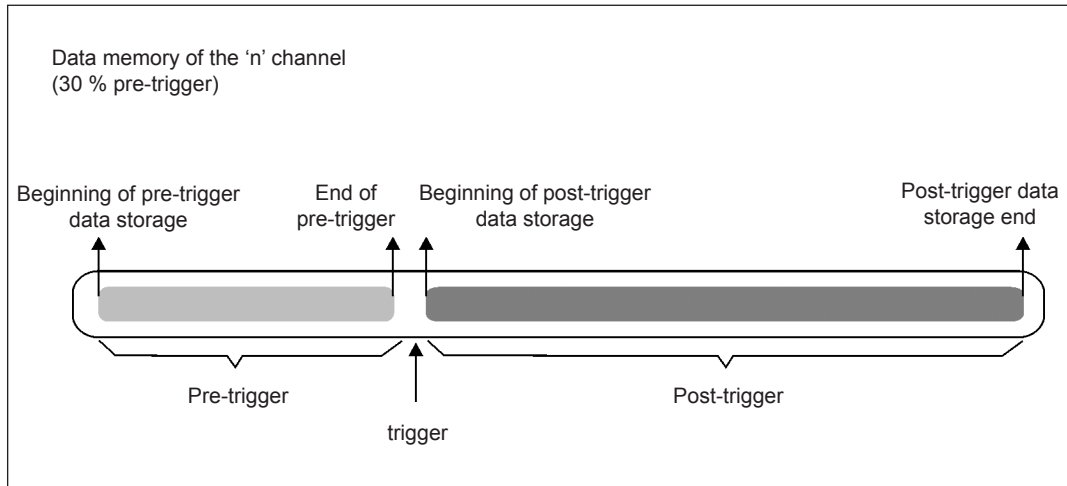 Data memory of the ‘n’ channel
(30 % pre-trigger)
Beginning of pre-trigger
data storage
End of
pre-trigger
Beginning of post-trigger
data storage
Post-trigger data
storage end
Pre-trigger
Post-trigger
trigger